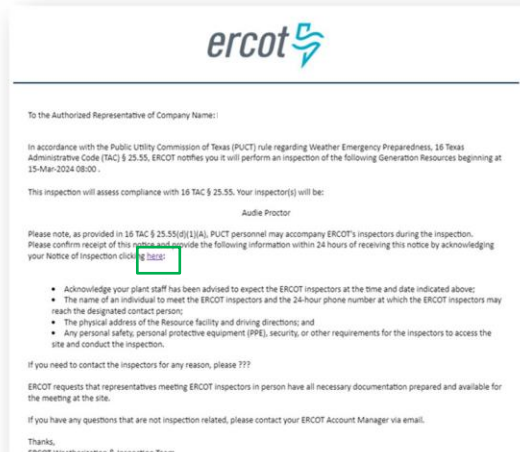 ercot
To the Authorized Representative of Company Name:
In accordance with the Public Utility Commission of Texas (PUCT) rule regarding Weather Emergency Preparedness, 16 Texas
Administrative Code (TAC) § 25.55, ERCOT notifies you it will perform an inspection of the following Generation Resources beginning at
15-Mar-2024 08:00 .
This inspection will assess compliance with 16 TAC § 25.55. Your inspector(s) will be:
Audie Proctor
Please note, as provided in 16 TAC § 25.55(d)(1)(A), PUCT personnel may accompany ERCOT's inspectors during the inspection.
Please confirm receipt of this notice and provide the following information within 24 hours of receiving this notice by acknowledging
your Notice of Inspection clicking here:
• Acknowledge your plant staff has been advised to expect the ERCOT inspectors at the time and date indicated above;
• The name of an individual to meet the ERCOT inspectors and the 24-hour phone number at which the ERCOT inspectors may
reach the designated contact person;
• The physical address of the Resource facility and driving directions; and
• Any personal safety, personal protective equipment (PPE), security, or other requirements for the inspectors to access the
site and conduct the inspection.
If you need to contact the inspectors for any reason, please ???
ERCOT requests that representatives meeting ERCOT inspectors in person have all necessary documentation prepared and available for
the meeting at the site.
If you have any questions that are not inspection related, please contact your ERCOT Account Manager via email.
Thanks,
ERCOT Weatherization & Inspection Team